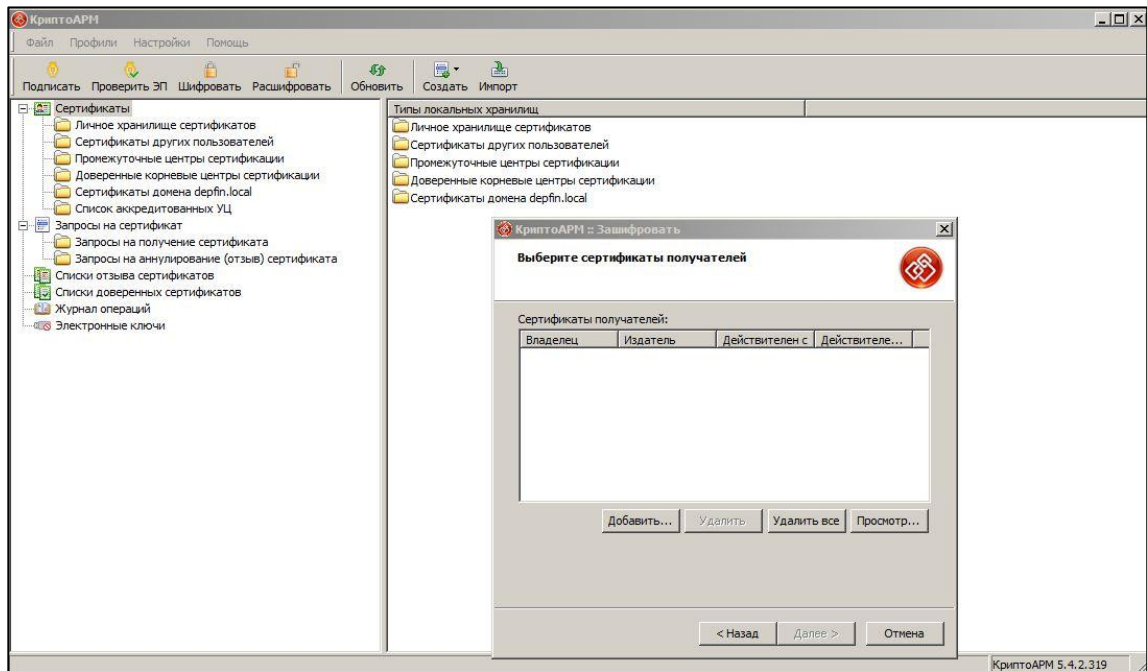 КриптоАРМ
Файл Профили Настройки Помощь
Подписать Проверить ЭП Шифровать Расшифровать Обновить Создать Импорт
Сертификаты
Личное хранилище сертификатов
Сертификаты других пользователей
Промежуточные центры сертификации
Доверенные корневые центры сертификации
Сертификаты домена depfin.local
Список аккредитованных УЦ
Запросы на сертификат
Запросы на получение сертификата
Запросы на аннулирование (отзыв) сертификата
Списки отзыва сертификатов
Списки доверенных сертификатов
Журнал операций
Электронные ключи
Типы локальных хранилищ
Личное хранилище сертификатов
Сертификаты других пользователей
Промежуточные центры сертификации
Доверенные корневые центры сертификации
Сертификаты домена depfin.local
КриптоАРМ :: Зашифровать
Выберите сертификаты получателей
Сертификаты получателей:
Владелец Издатель Действителен с Действителе...
Добавить... Удалить Удалить все Просмотр...
< Назад Далее > Отмена
КриптоАРМ 5.4.2.319